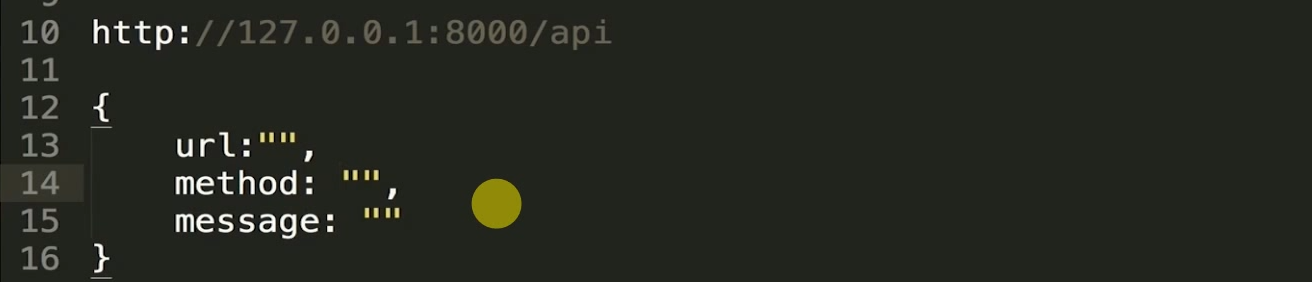 10 http://127.0.0.1:8000/api
11
12 {
13 url:"",
14 method: "",
15 message: ""
16 }